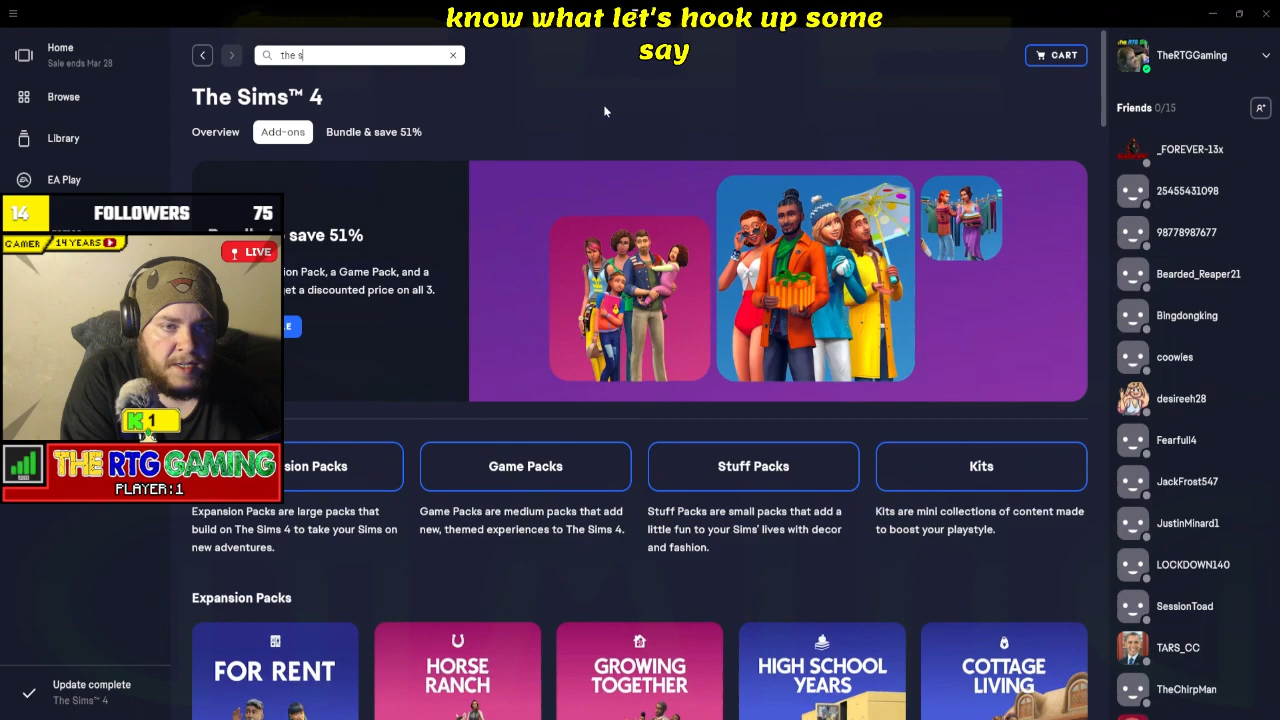 know what let's hook up some
say
Home
Sale ends Mar 28
Browse
Library
EA Play
the s
CART
The Sims™ 4
Overview
Add-ons
Bundle & save 51%
save 51%
ion Pack, a Game Pack, and a
get a discounted price on all 3.
LE
14
FOLLOWERS
75
GAMER
14 YEARS
LIVE
K 1
THE RTG GAMING
PLAYER:1
sion Packs
Game Packs
Stuff Packs
Kits
Expansion Packs are large packs that
build on The Sims 4 to take your Sims on
new adventures.
Game Packs are medium packs that add
new, themed experiences to The Sims 4.
Stuff Packs are small packs that add a
little fun to your Sims' lives with decor
and fashion.
Kits are mini collections of content made
to boost your playstyle.
Expansion Packs
FOR RENT
HORSE
RANCH
GROWING
TOGETHER
HIGH SCHOOL
YEARS
COTTAGE
LIVING
Update complete
The Sims™ 4
TheRTGGaming
Friends 0/15
_FOREVER-13x
25455431098
98778987677
Bearded_Reaper21
Bingdongking
coowies
desireeh28
Fearfull4
JackFrost547
JustinMinard1
LOCKDOWN140
SessionToad
TARS_CC
TheChirpMan